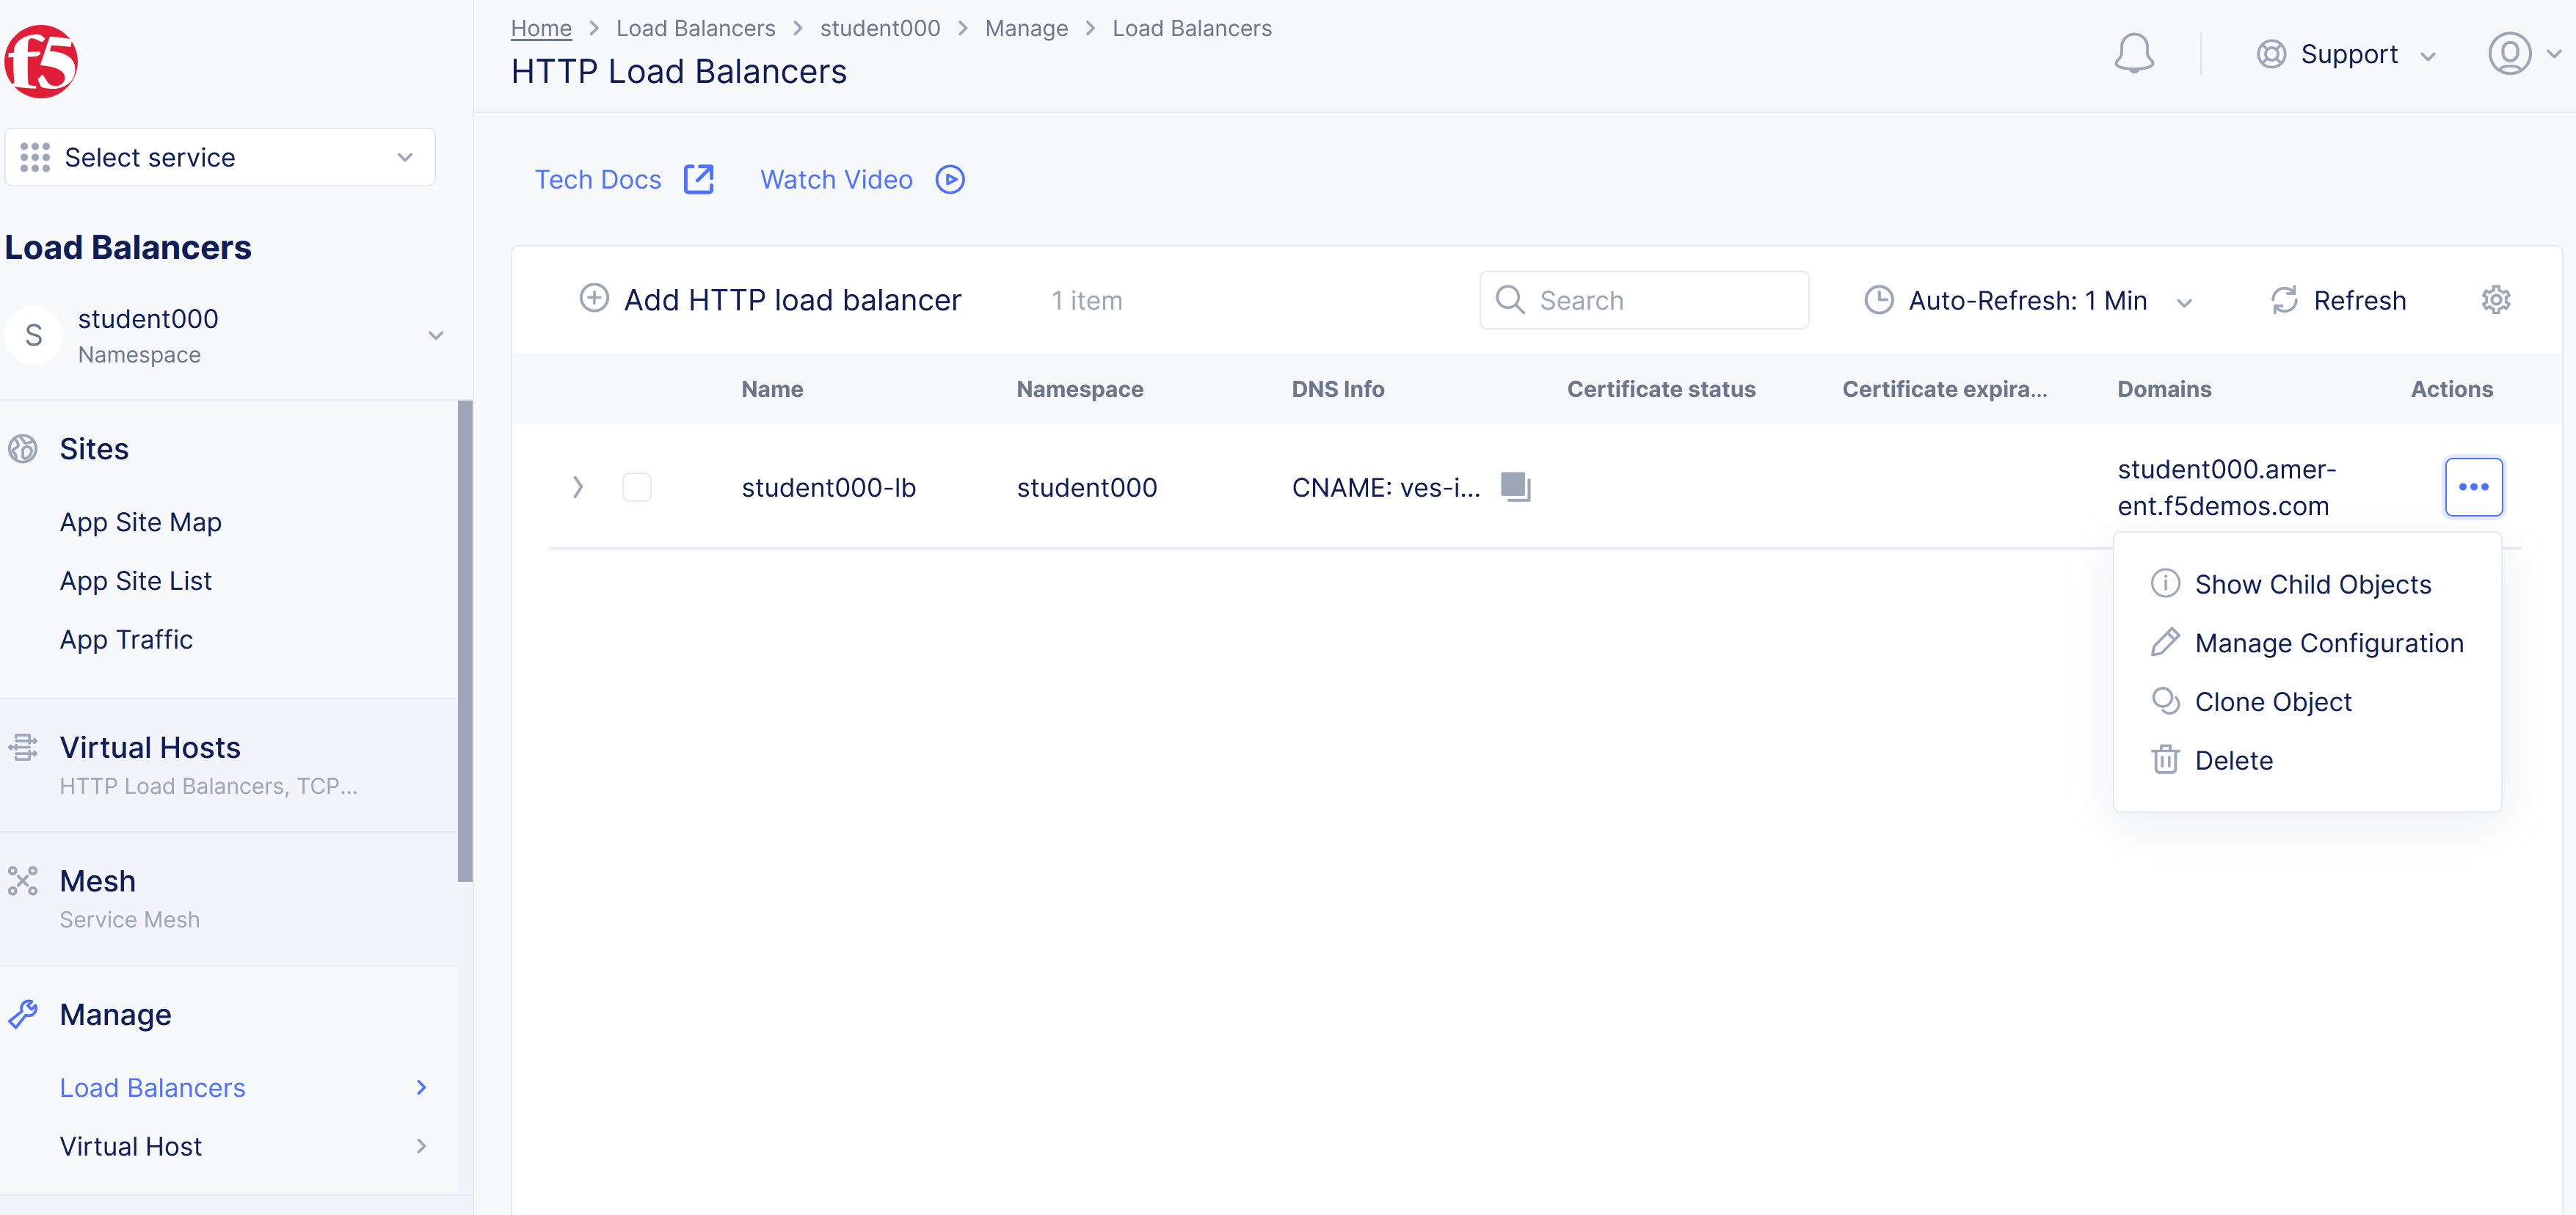 f5
Select service
Load Balancers
S
student000
Namespace
Sites
App Site Map
App Site List
App Traffic
Virtual Hosts
HTTP Load Balancers, TCP...
Mesh
Service Mesh
Manage
Load Balancers
Virtual Host
Home > Load Balancers > student000 > Manage > Load Balancers
HTTP Load Balancers
Support
Tech Docs Watch Video
Add HTTP load balancer 1 item Search Auto-Refresh: 1 Min Refresh
Name Namespace DNS Info Certificate status Certificate expira... Domains Actions
student000-lb student000 CNAME: ves-i... student000.amer-
ent.f5demos.com
Show Child Objects
Manage Configuration
Clone Object
Delete